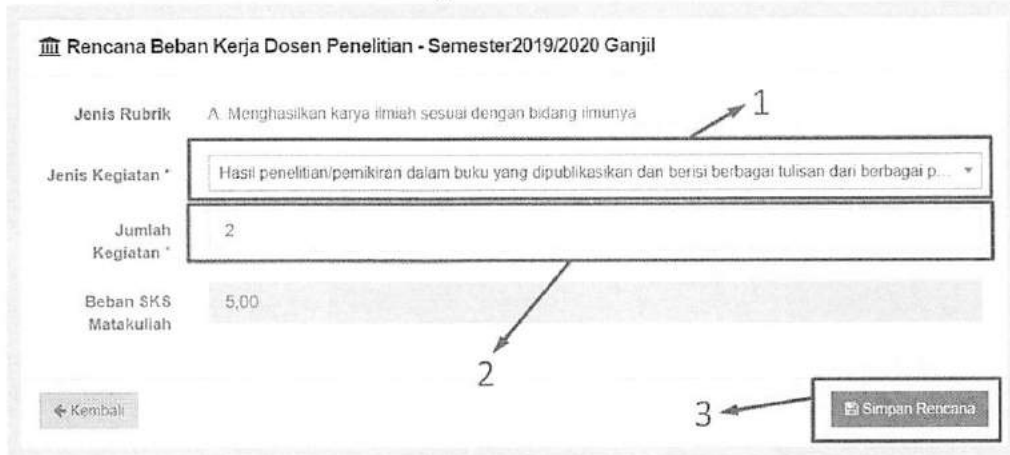 Rencana Beban Kerja Dosen Penelitian - Semester2019/2020 Ganjil
Jenis Rubrik A. Menghasilkan karya ilmiah sesuai dengan bidang ilmunya
1
Jenis Kegiatan * Hasil penelitian/pemikiran dalam buku yang dipublikasikan dan berisi berbagai tulisan dari berbagai p...
Jumlah
Kegiatan * 2
Beban SKS
Matakuliah 5,00
2
Kembali
3
Simpan Rencana